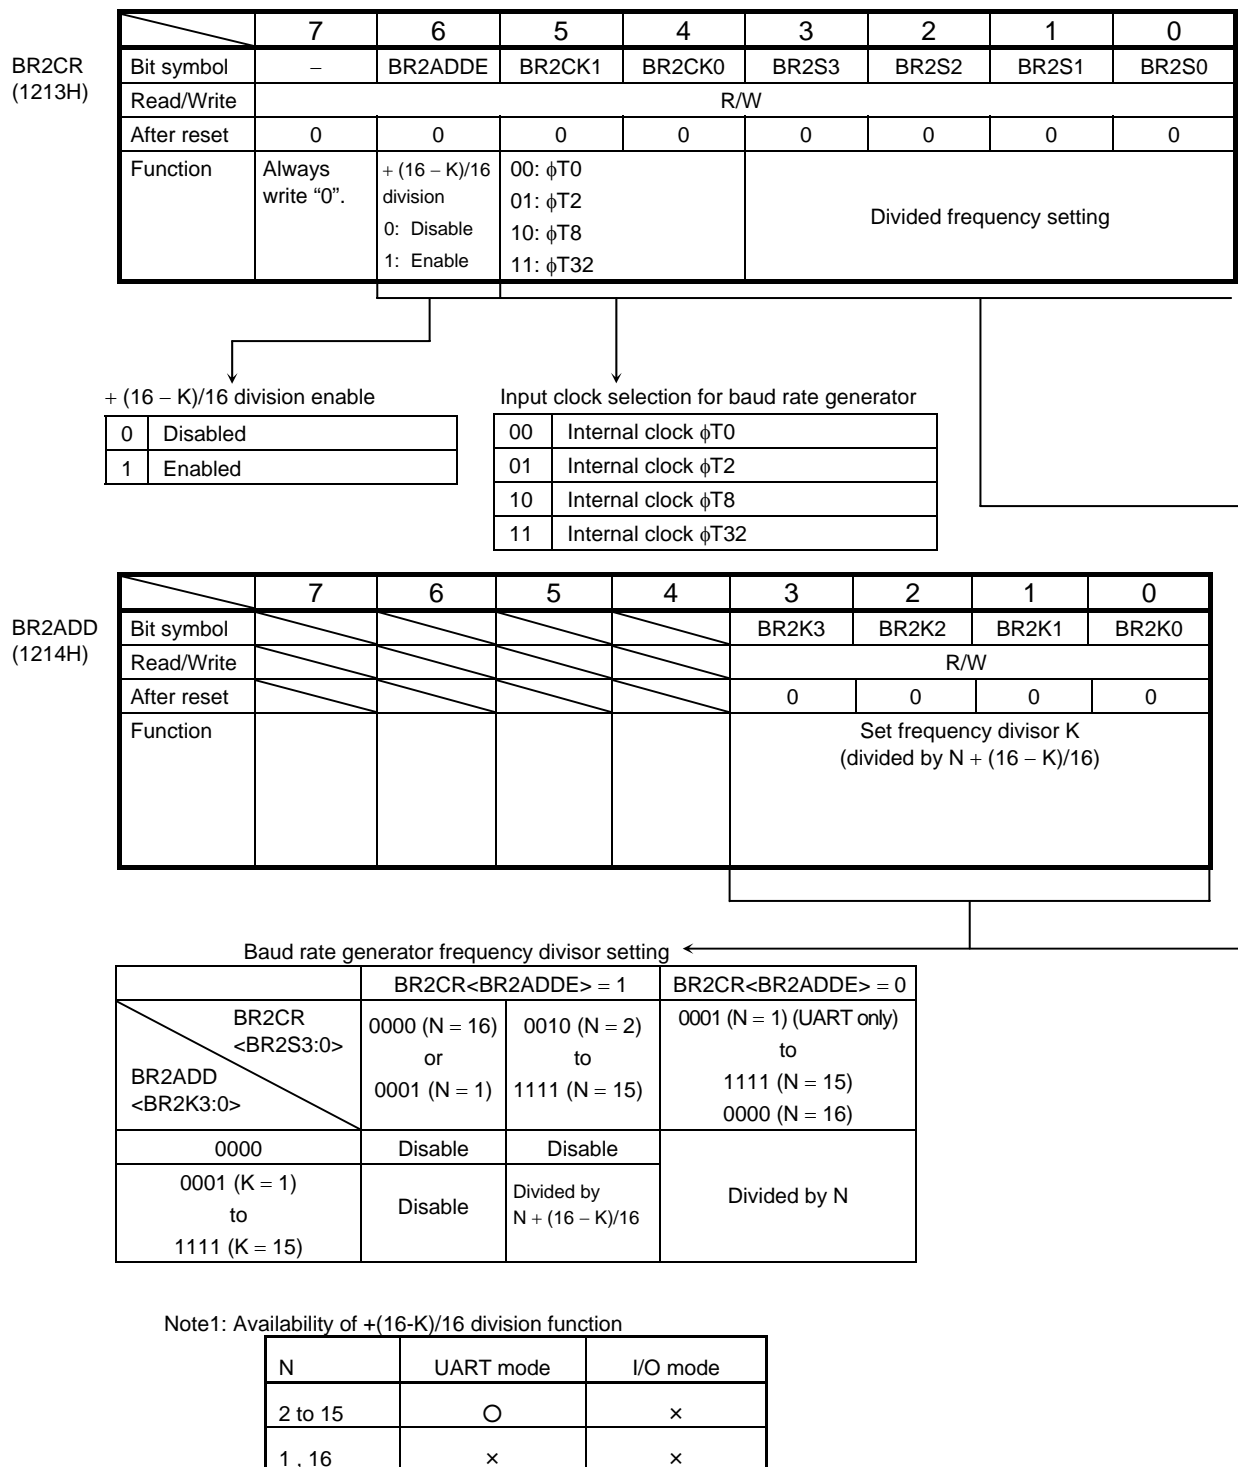 7 6 5 4 3 2 1 0
BR2CR
(1213H)
Bit symbol – BR2ADDE BR2CK1 BR2CK0 BR2S3 BR2S2 BR2S1 BR2S0
Read/Write R/W
After reset 0 0 0 0 0 0 0 0
Function
Always
write “0”.
+ (16 – K)/16
division
0: Disable
1: Enable
00: ϕT0
01: ϕT2
10: ϕT8
11: ϕT32
Divided frequency setting
+ (16 – K)/16 division enable
0 Disabled
1 Enabled
Input clock selection for baud rate generator
00 Internal clock ϕT0
01 Internal clock ϕT2
10 Internal clock ϕT8
11 Internal clock ϕT32
7 6 5 4 3 2 1 0
BR2ADD
(1214H)
Bit symbol BR2K3 BR2K2 BR2K1 BR2K0
Read/Write R/W
After reset 0 0 0 0
Function
Set frequency divisor K
(divided by N + (16 – K)/16)
Baud rate generator frequency divisor setting
BR2CR<BR2ADDE> = 1 BR2CR<BR2ADDE> = 0
BR2CR
<BR2S3:0>
BR2ADD
<BR2K3:0>
0000 (N = 16)
or
0001 (N = 1)
0010 (N = 2)
to
1111 (N = 15)
0001 (N = 1) (UART only)
to
1111 (N = 15)
0000 (N = 16)
0000 Disable Disable
0001 (K = 1)
to
1111 (K = 15)
Disable
Divided by
N + (16 – K)/16
Divided by N
Note1: Availability of +(16-K)/16 division function
N UART mode I/O mode
2 to 15 ○ ×
1 , 16 × ×